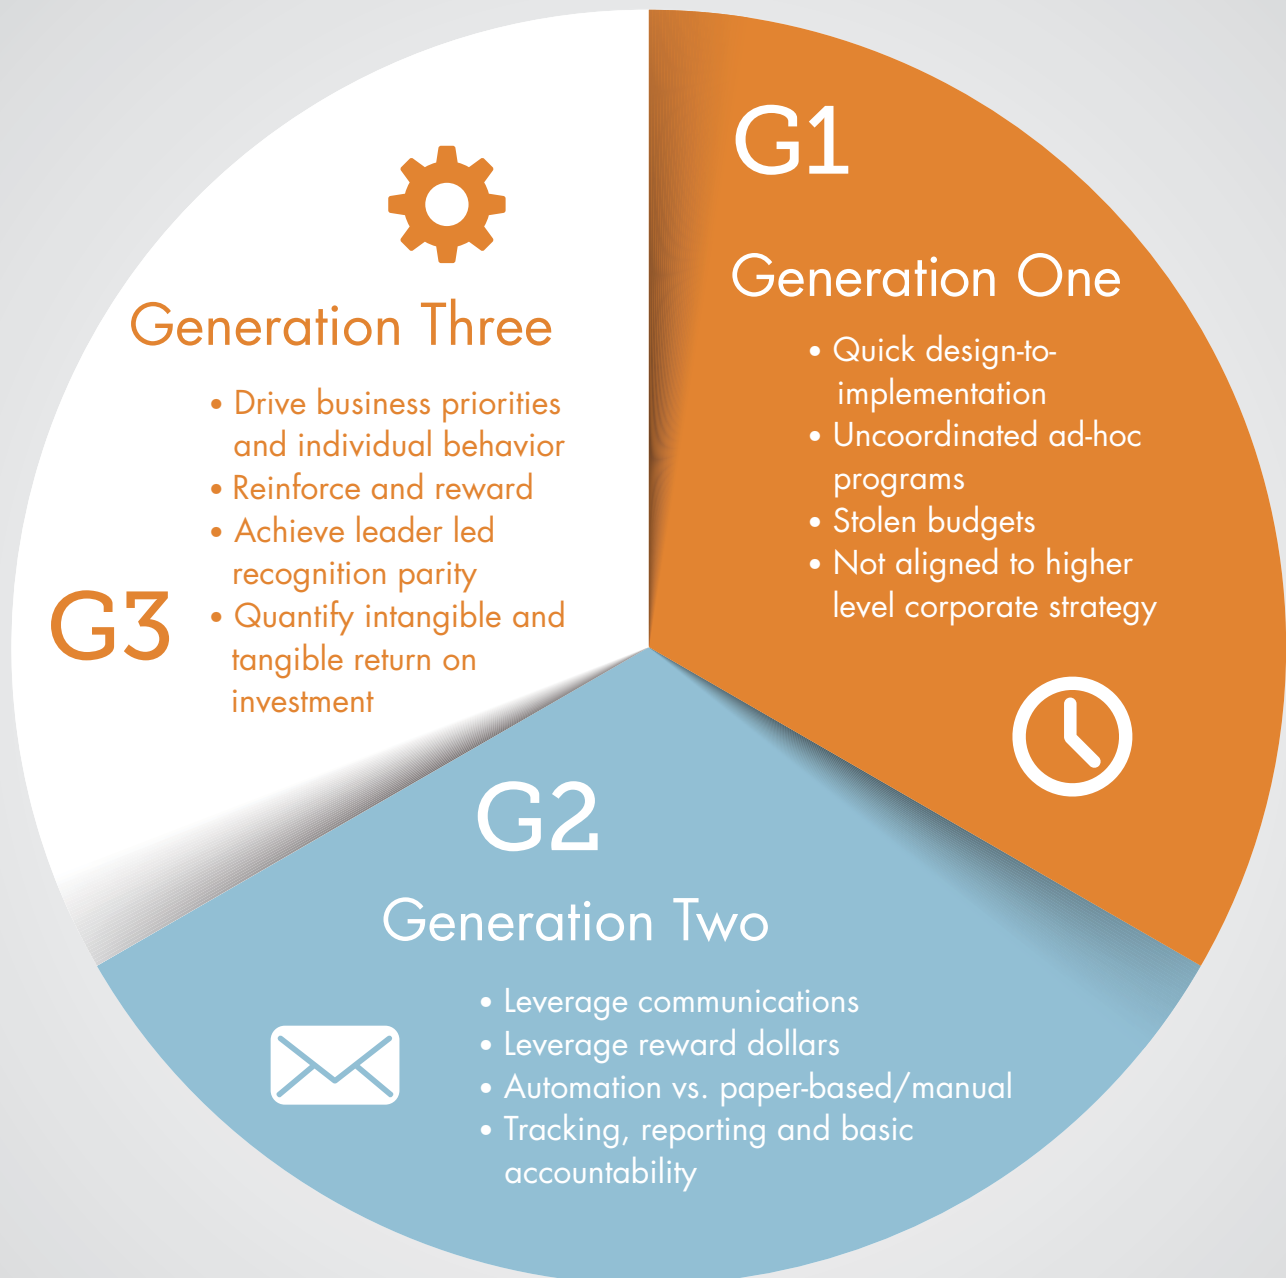 G1
Generation One
• Quick design-to-
implementation
• Uncoordinated ad-hoc
programs
• Stolen budgets
• Not aligned to higher
level corporate strategy
G2
Generation Two
• Leverage communications
• Leverage reward dollars
• Automation vs. paper-based/manual
• Tracking, reporting and basic
accountability
G3
Generation Three
• Drive business priorities
and individual behavior
• Reinforce and reward
• Achieve leader led
recognition parity
• Quantify intangible and
tangible return on
investment